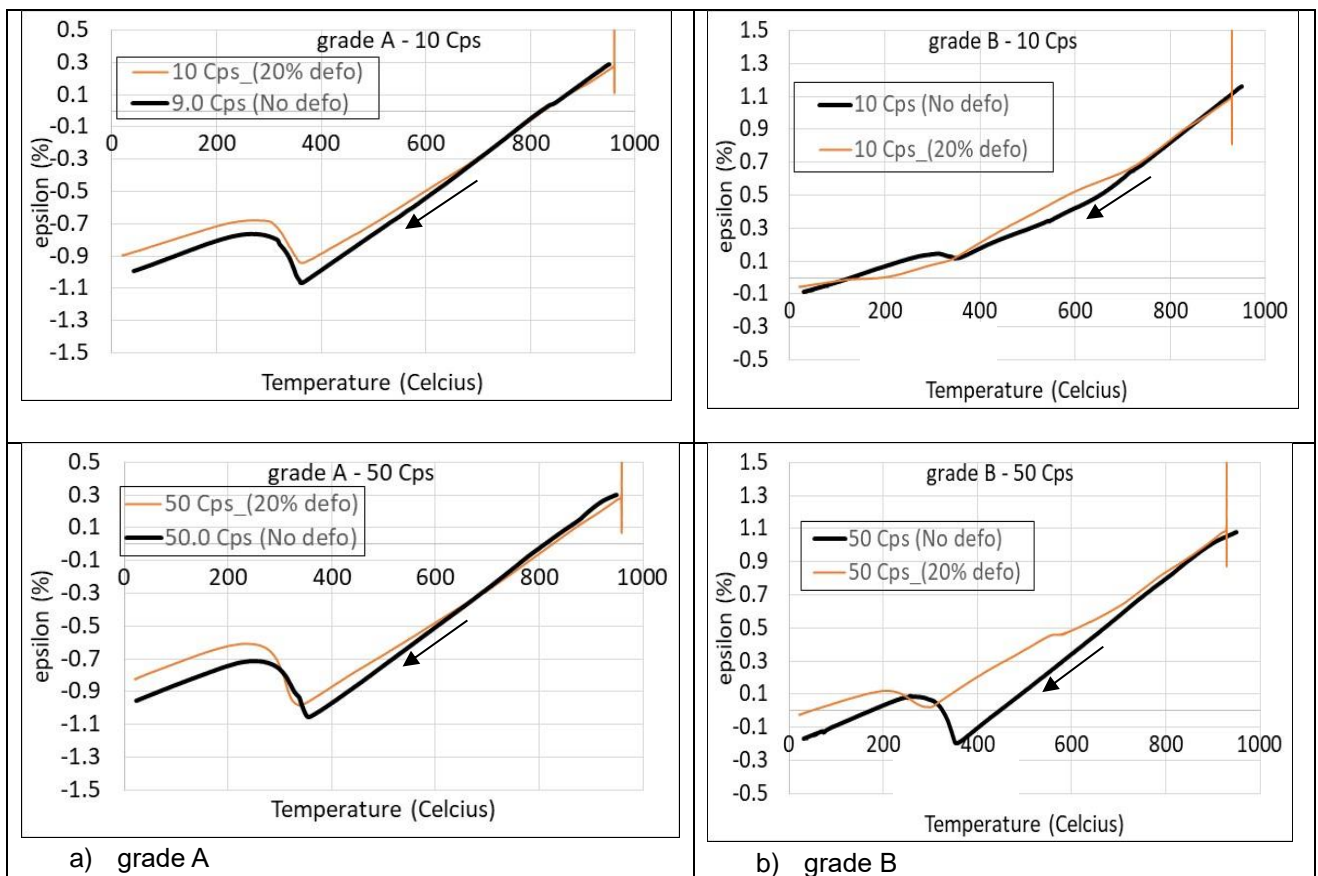 grade A - 10 Cps
10 Cps_(20% defo)
9.0 Cps (No defo)
0.5
0.3
0.1
-0.1
-0.3
-0.5
-0.7
-0.9
-1.1
-1.3
-1.5
epsilon (%)
0 200 400 600 800 1000
Temperature (Celcius)
grade B - 10 Cps
10 Cps (No defo)
10 Cps_(20% defo)
1.5
1.3
1.1
0.9
0.7
0.5
0.3
0.1
-0.1
-0.3
-0.5
epsilon (%)
0 200 400 600 800 1000
Temperature (Celcius)
grade A - 50 Cps
50 Cps_(20% defo)
50.0 Cps (No defo)
0.5
0.3
0.1
-0.1
-0.3
-0.5
-0.7
-0.9
-1.1
-1.3
-1.5
epsilon (%)
0 200 400 600 800 1000
Temperature (Celcius)
a) grade A
grade B - 50 Cps
50 Cps (No defo)
50 Cps_(20% defo)
1.5
1.3
1.1
0.9
0.7
0.5
0.3
0.1
-0.1
-0.3
-0.5
epsilon (%)
0 200 400 600 800 1000
Temperature (Celcius)
b) grade B